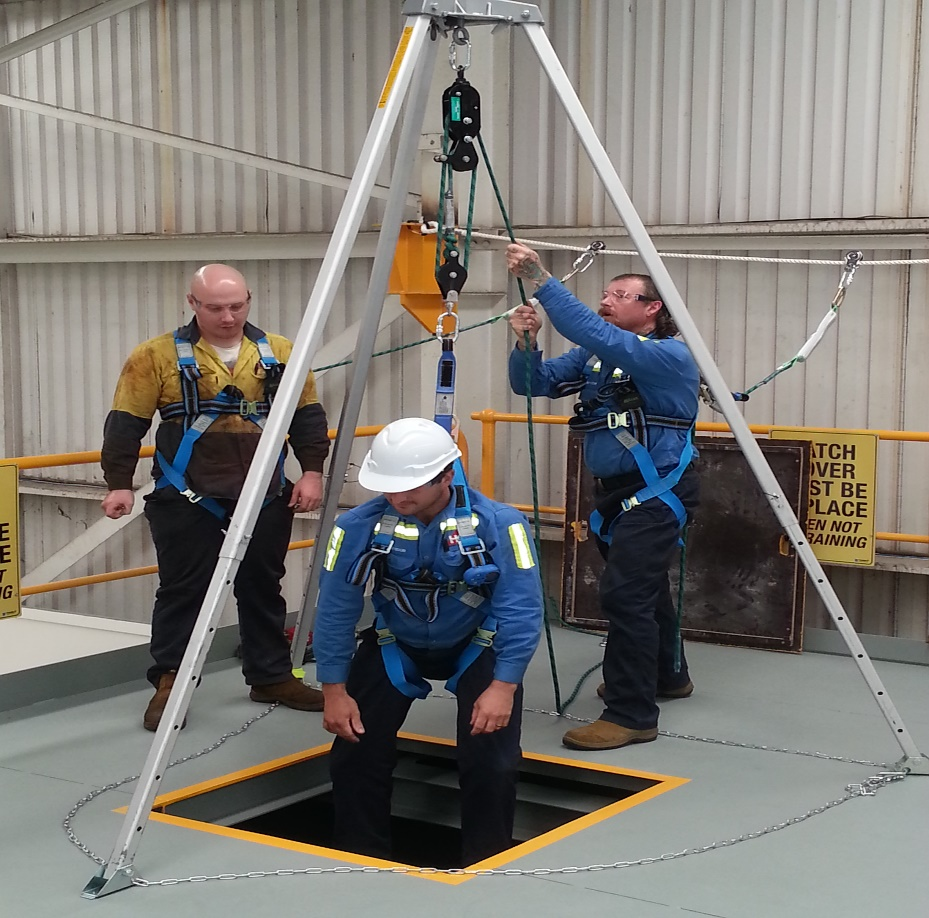 E
E
G
ATCH
OVER
ST BE
PLACE
EN NOT
RAINING